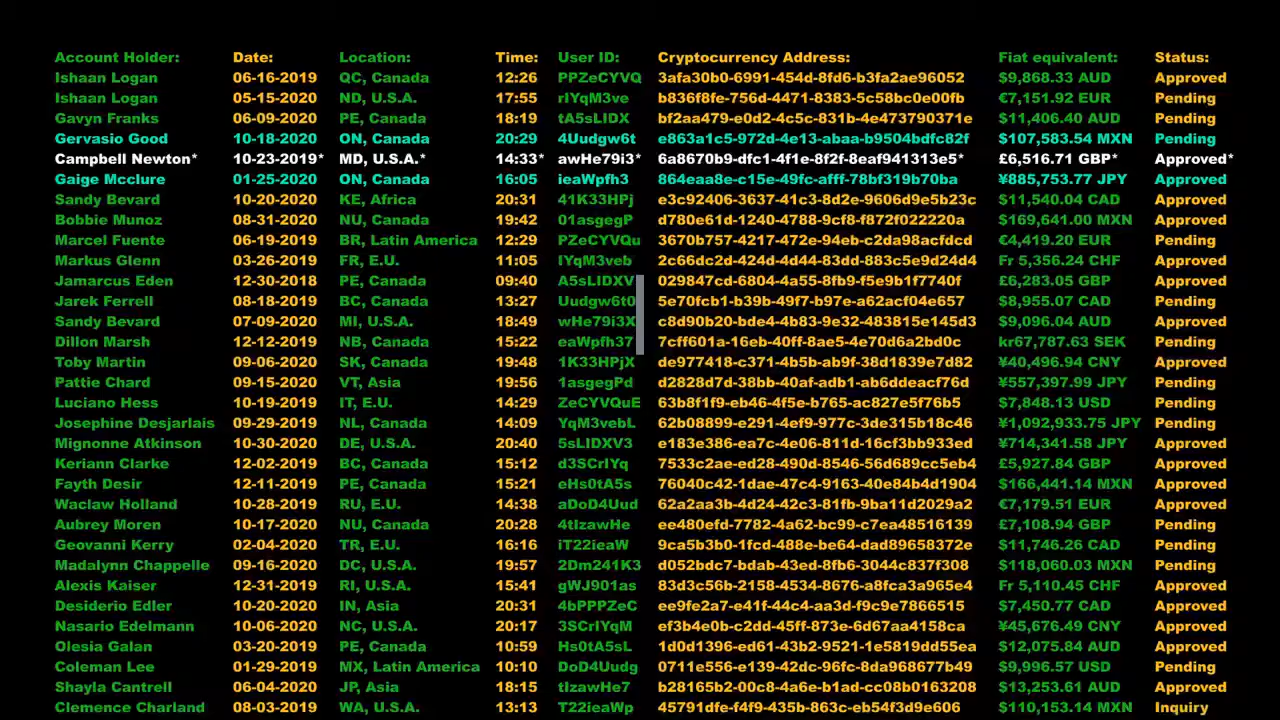 Account Holder: Date: Location: Time: User ID: Cryptocurrency Address: Fiat equivalent: Status:
Ishaan Logan 06-16-2019 QC, Canada 12:26 PPZeCYVQ 3afa30b0-6991-454d-8fd6-b3fa2ae96052 $9,868.33 AUD Approved
Ishaan Logan 05-15-2020 ND, U.S.A. 17:55 rIYqM3ve b836f8fe-756d-4471-8383-5c58bc0e00fb €7,151.92 EUR Pending
Gavyn Franks 06-09-2020 PE, Canada 18:19 tA5sLIDX bf2aa479-e0d2-4c5c-831b-4e473790371e $11,406.40 AUD Pending
Gervasio Good 10-18-2020 ON, Canada 20:29 4Uudgw6t e863a1c5-972d-4e13-abaa-b9504bdfc82f $107,583.54 MXN Pending
Campbell Newton* 10-23-2019* MD, U.S.A.* 14:33* awHe79i3* 6a8670b9-dfc1-4f1e-8f2f-8eaf941313e5* £6,516.71 GBP* Approved*
Gaige Mcclure 01-25-2020 ON, Canada 16:05 ieaWpfh3 864eaa8e-c15e-49fc-afff-78bf319b70ba ¥885,753.77 JPY Approved
Sandy Bevard 10-20-2020 KE, Africa 20:31 41K33HPj e3c92406-3637-41c3-8d2e-9606d9e5b23c $11,540.04 CAD Approved
Bobbie Munoz 08-31-2020 NU, Canada 19:42 01asgegP d780e61d-1240-4788-9cf8-f872f022220a $169,641.00 MXN Pending
Marcel Fuente 06-19-2019 BR, Latin America 12:29 PZeCYVQu 3670b757-4217-472e-94eb-c2da98acfdcd €4,419.20 EUR Pending
Markus Glenn 03-26-2019 FR, E.U. 11:05 IYqM3veb 2c66dc2d-424d-4d44-83dd-883c5e9d24d4 Fr 5,356.24 CHF Approved
Jamarcus Eden 12-30-2018 PE, Canada 09:40 A5sLIDXV 029847cd-6804-4a55-8fb9-f5e9b1f7740f £6,283.05 GBP Approved
Jarek Ferrell 08-18-2019 BC, Canada 13:27 Uudgw6t0 5e70fcb1-b39b-49f7-b97e-a62acf04e657 $8,955.07 CAD Pending
Sandy Bevard 07-09-2020 MI, U.S.A. 18:49 wHe79i3X c8d90b20-bde4-4b83-9e32-483815e145d3 $9,096.04 AUD Approved
Dillon Marsh 12-12-2019 NB, Canada 15:22 eaWpfh37 7cff601a-16eb-40ff-8ae5-4e70d6a2bd0c kr67,787.63 SEK Pending
Toby Martin 09-06-2020 SK, Canada 19:48 1K33HPjX de977418-c371-4b5b-ab9f-38d1839e7d82 ¥40,496.94 CNY Approved
Pattie Chard 09-15-2020 VT, Asia 19:56 1asgegPd d2828d7d-38bb-40af-adb1-ab6ddeacf76d ¥557,397.99 JPY Pending
Luciano Hess 10-19-2019 IT, E.U. 14:29 ZeCYVQuE 63b8f1f9-eb46-4f5e-b765-ac827e5f76b5 $7,848.13 USD Pending
Josephine Desjarlais 09-29-2019 NL, Canada 14:09 YqM3vebL 62b08899-e291-4ef9-977c-3de315b18c46 ¥1,092,933.75 JPY Pending
Mignonne Atkinson 10-30-2020 DE, U.S.A. 20:40 5sLIDXV3 e183e386-ea7c-4e06-811d-16cf3bb933ed ¥714,341.58 JPY Approved
Keriann Clarke 12-02-2019 BC, Canada 15:12 d3SCrIYq 7533c2ae-ed28-490d-8546-56d689cc5eb4 £5,927.84 GBP Approved
Fayth Desir 12-11-2019 PE, Canada 15:21 eHs0tA5s 76040c42-1dae-47c4-9163-40e84b4d1904 $166,441.14 MXN Approved
Waclaw Holland 10-28-2019 RU, E.U. 14:38 aDoD4Uud 62a2aa3b-4d24-42c3-81fb-9ba11d2029a2 €7,179.51 EUR Approved
Aubrey Moren 10-17-2020 NU, Canada 20:28 4tIzawHe ee480efd-7782-4a62-bc99-c7ea48516139 £7,108.94 GBP Pending
Geovanni Kerry 02-04-2020 TR, E.U. 16:16 iT22ieaW 9ca5b3b0-1fcd-488e-be64-dad89658372e $11,746.26 CAD Pending
Madalynn Chappelle 09-16-2020 DC, U.S.A. 19:57 2Dm241K3 d052bdc7-bdab-43ed-8fb6-3044c837f308 $118,060.03 MXN Pending
Alexis Kaiser 12-31-2019 RI, U.S.A. 15:41 gWJ901as 83d3c56b-2158-4534-8676-a8fca3a965e4 Fr 5,110.45 CHF Approved
Desiderio Edler 10-20-2020 IN, Asia 20:31 4bPPPZeC ee9fe2a7-e41f-44c4-aa3d-f9c9e7866515 $7,450.77 CAD Approved
Nasario Edelmann 10-06-2020 NC, U.S.A. 20:17 3SCrIYqM ef3b4e0b-c2dd-45ff-873e-6d67aa4158ca ¥45,676.49 CNY Approved
Olesia Galan 03-20-2019 PE, Canada 10:59 Hs0tA5sL 1d0d1396-ed61-43b2-9521-1e5819dd55ea $12,075.84 AUD Approved
Coleman Lee 01-29-2019 MX, Latin America 10:10 DoD4Uudg 0711e556-e139-42dc-96fc-8da968677b49 $9,996.57 USD Pending
Shayla Cantrell 06-04-2020 JP, Asia 18:15 tIzawHe7 b28165b2-00c8-4a6e-b1ad-cc08b0163208 $13,253.61 AUD Approved
Clemence Charland 08-03-2019 WA, U.S.A. 13:13 T22ieaWp 45791dfe-f4f9-435b-863c-eb54f3d9e606 $110,153.14 MXN Inquiry